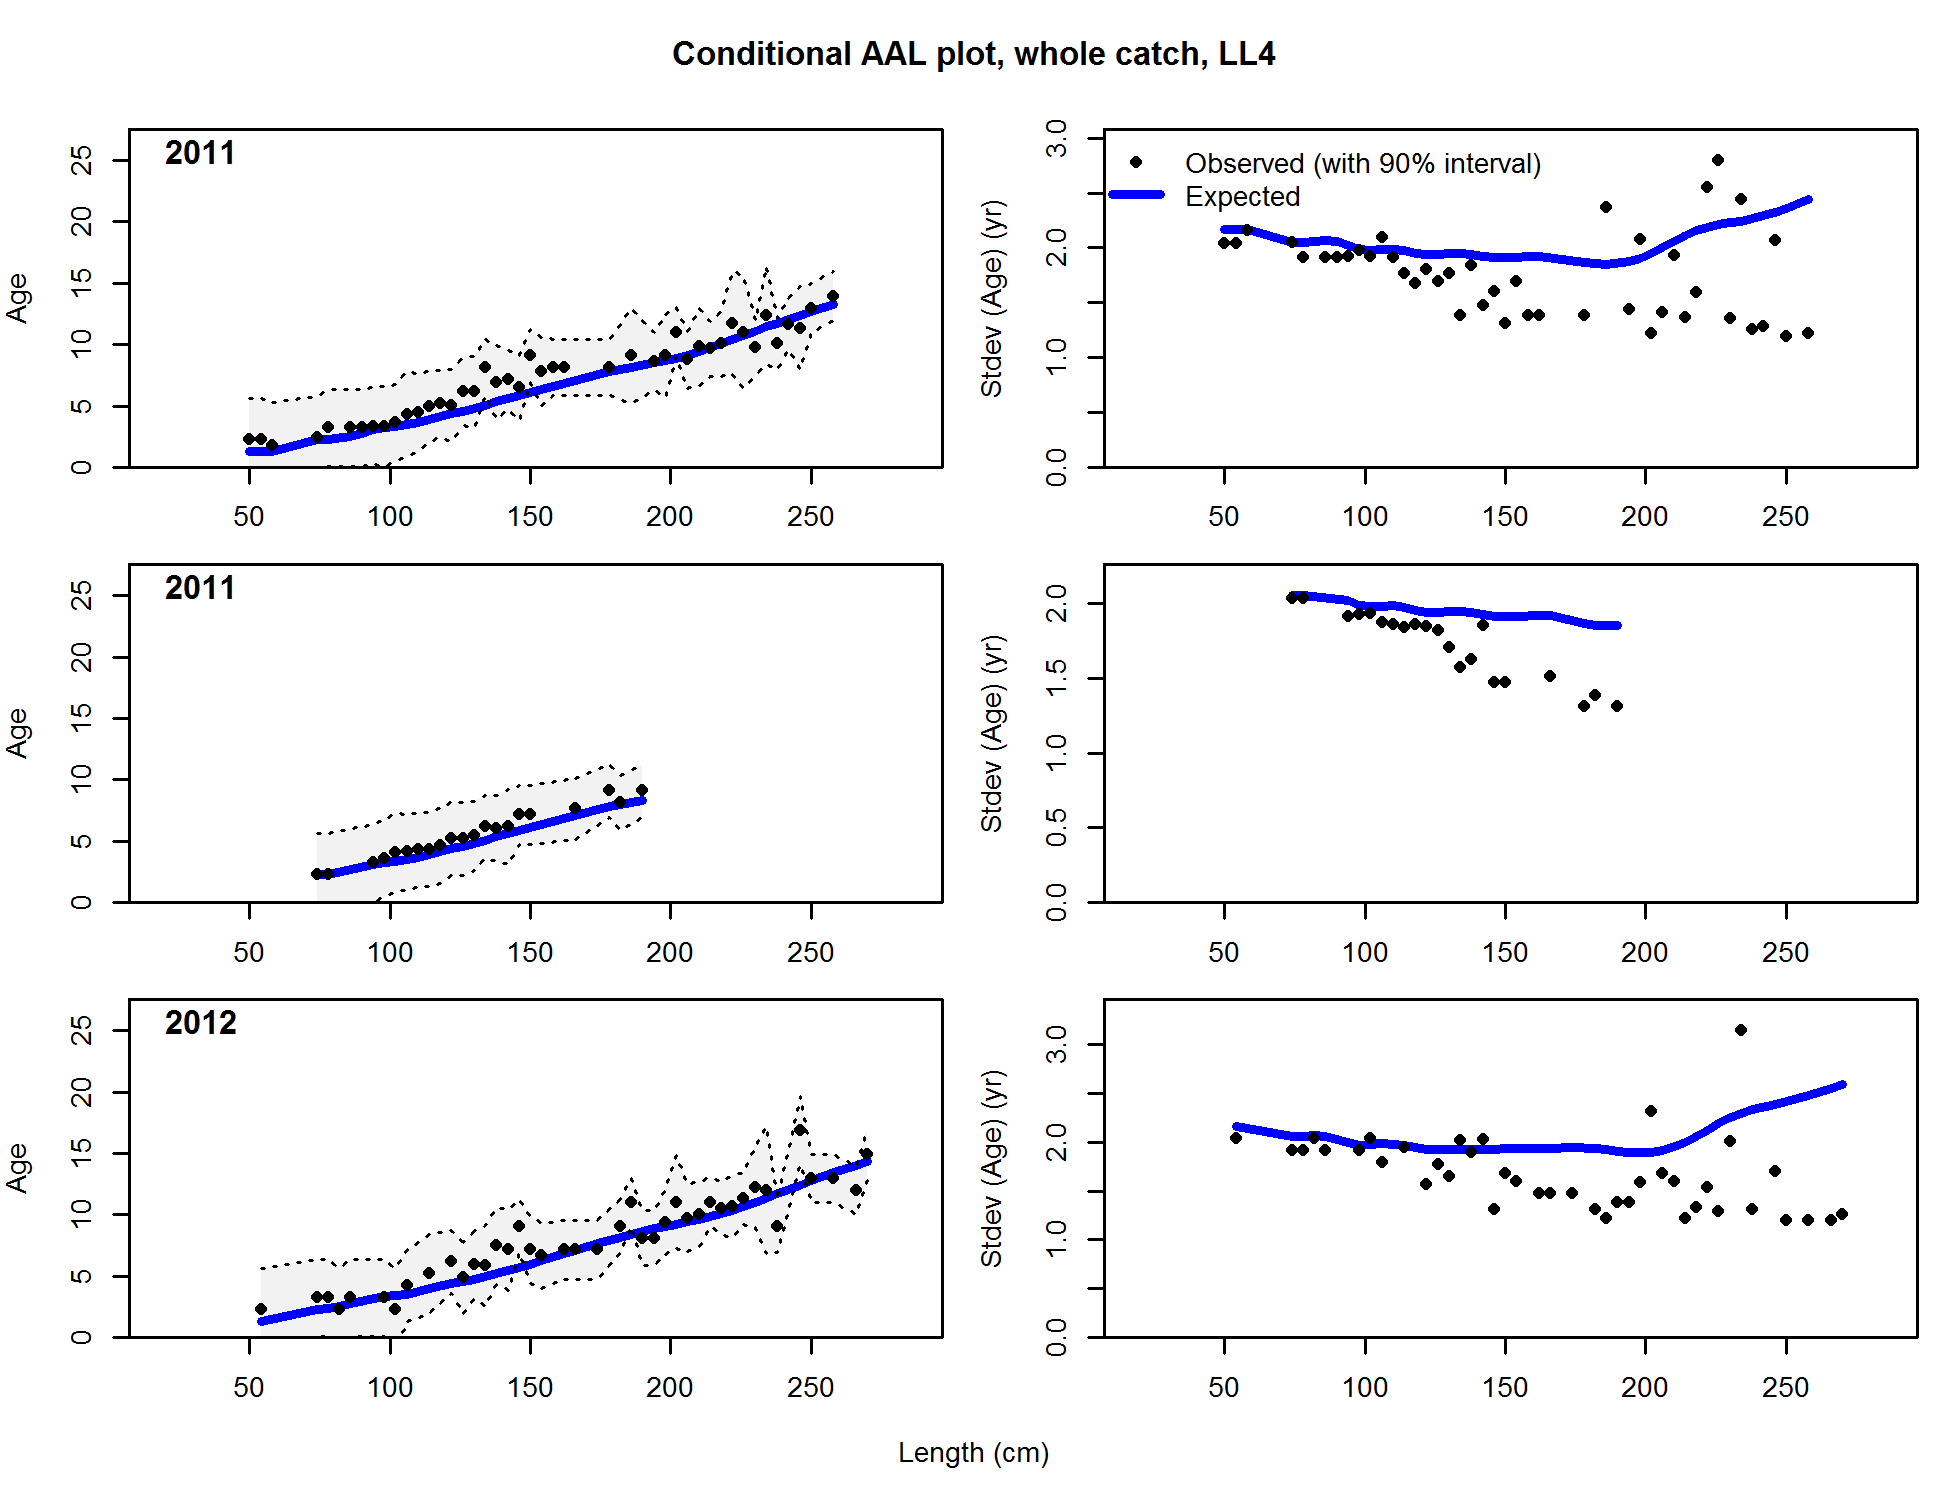 Conditional AAL plot, whole catch, LL4
2011
Age
0 5 10 15 20 25
50 100 150 200 250
Observed (with 90% interval)
Expected
Stdev (Age) (yr)
0.0 1.0 2.0 3.0
50 100 150 200 250
2011
Age
0 5 10 15 20 25
50 100 150 200 250
Stdev (Age) (yr)
0.0 0.5 1.0 1.5 2.0
50 100 150 200 250
2012
Age
0 5 10 15 20 25
50 100 150 200 250
Stdev (Age) (yr)
0.0 1.0 2.0 3.0
50 100 150 200 250
Length (cm)